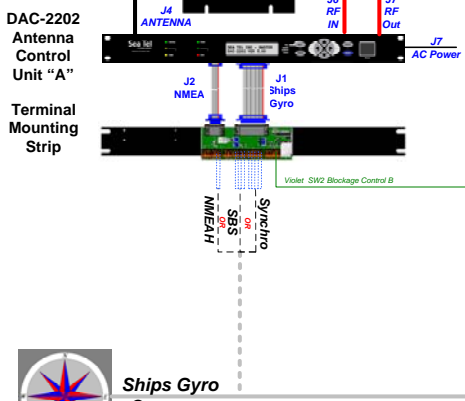 DAC-2202
Antenna
Control
Unit “A”
Terminal
Mounting
Strip
J4
ANTENNA
RF
IN
J7
RF
Out
Sea Tel
J7
AC Power
J2
NMEA
J1
Ships
Gyro
Violet SW2 Blockage Control B
NMEAH
OR
SBS
OR
Synchro
Ships Gyro